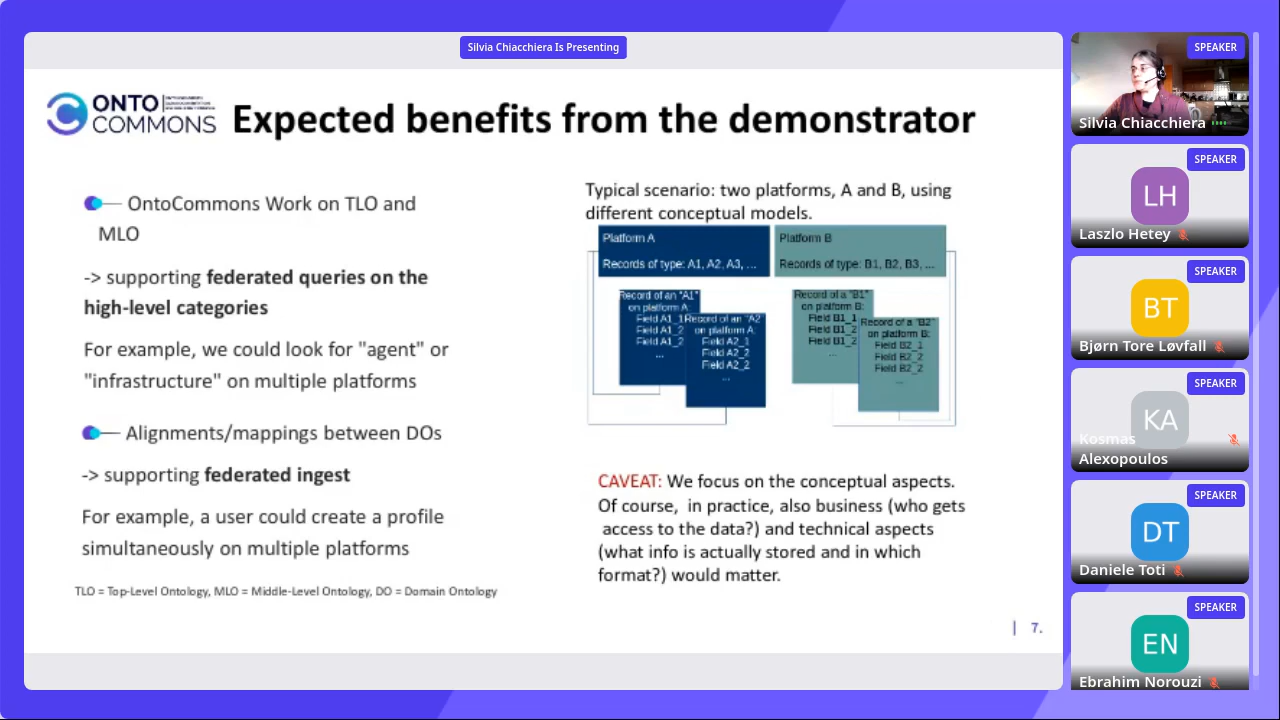 Silvia Chiacchiera Is Presenting
ONTO
COMMONS
Expected benefits from the demonstrator
OntoCommons Work on TLO and
MLO
-> supporting federated queries on the
high-level categories
For example, we could look for "agent" or
"infrastructure" on multiple platforms
Alignments/mappings between DOs
-> supporting federated ingest
For example, a user could create a profile
simultaneously on multiple platforms
TLO = Top-Level Ontology, MLO = Middle-Level Ontology, DO = Domain Ontology
Typical scenario: two platforms, A and B, using
different conceptual models.
Platform A
Records of type: A1, A2, A3, ...
Platform B
Records of type: B1, B2, B3, ...
Record of an "A1"
on platform A:
Field A1_1
Field A1_2
Field A1_2
...
Record of an "A2
on platform A:
Field A2_1
Field A2_2
Field A2_2
...
Record of a "B1"
on platform B:
Field B1_1
Field B1_2
Field B1_2
...
Record of a "B2"
on platform B:
Field B2_1
Field B2_2
Field B2_2
...
CAVEAT: We focus on the conceptual aspects.
Of course, in practice, also business (who gets
access to the data?) and technical aspects
(what info is actually stored and in which
format?) would matter.
| 7.
SPEAKER
Silvia Chiacchiera
SPEAKER
LH
Laszlo Hetey
SPEAKER
BT
Bjørn Tore Løvfall
SPEAKER
KA
Kosmas
Alexopoulos
SPEAKER
DT
Daniele Toti
SPEAKER
EN
Ebrahim Norouzi